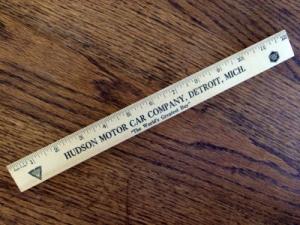 HUDSON MOTOR CAR COMPANY, DETROIT, MICH.
"The World's Greatest Buy"